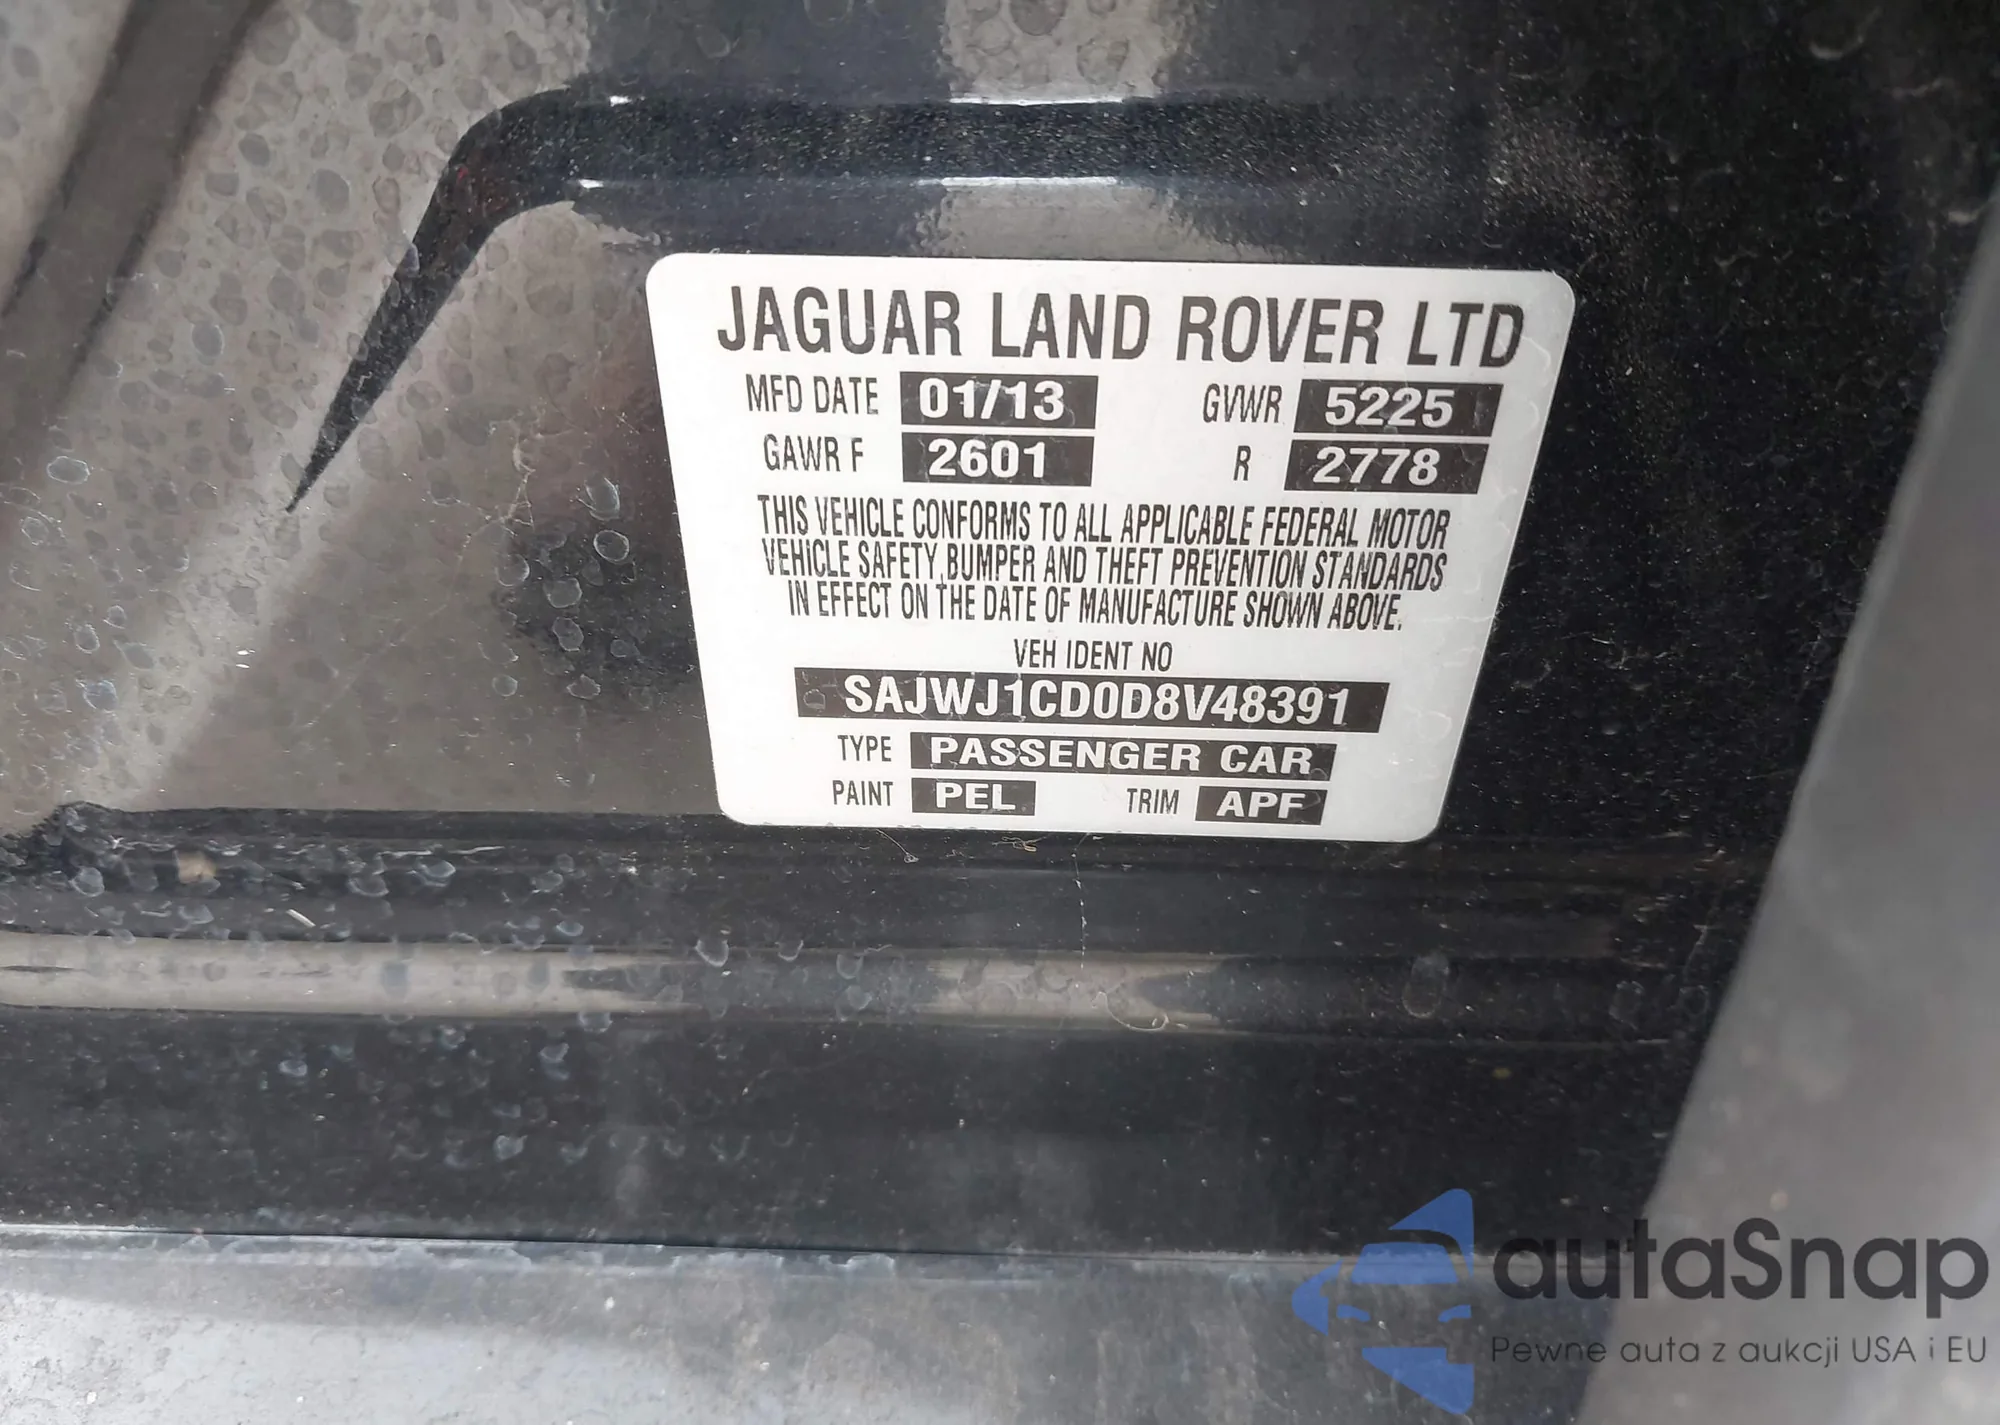 JAGUAR LAND ROVER LTD
MFD DATE 01/13 GVWR 5225
GAWR F 2601 R 2778
THIS VEHICLE CONFORMS TO ALL APPLICABLE FEDERAL MOTOR
VEHICLE SAFETY, BUMPER AND THEFT PREVENTION STANDARDS
IN EFFECT ON THE DATE OF MANUFACTURE SHOWN ABOVE.
VEH IDENT NO
SAJWJ1CD0D8V48391
TYPE PASSENGER CAR
PAINT PEL TRIM APF
autaSnap
Pewne auta z aukcji USA i EU